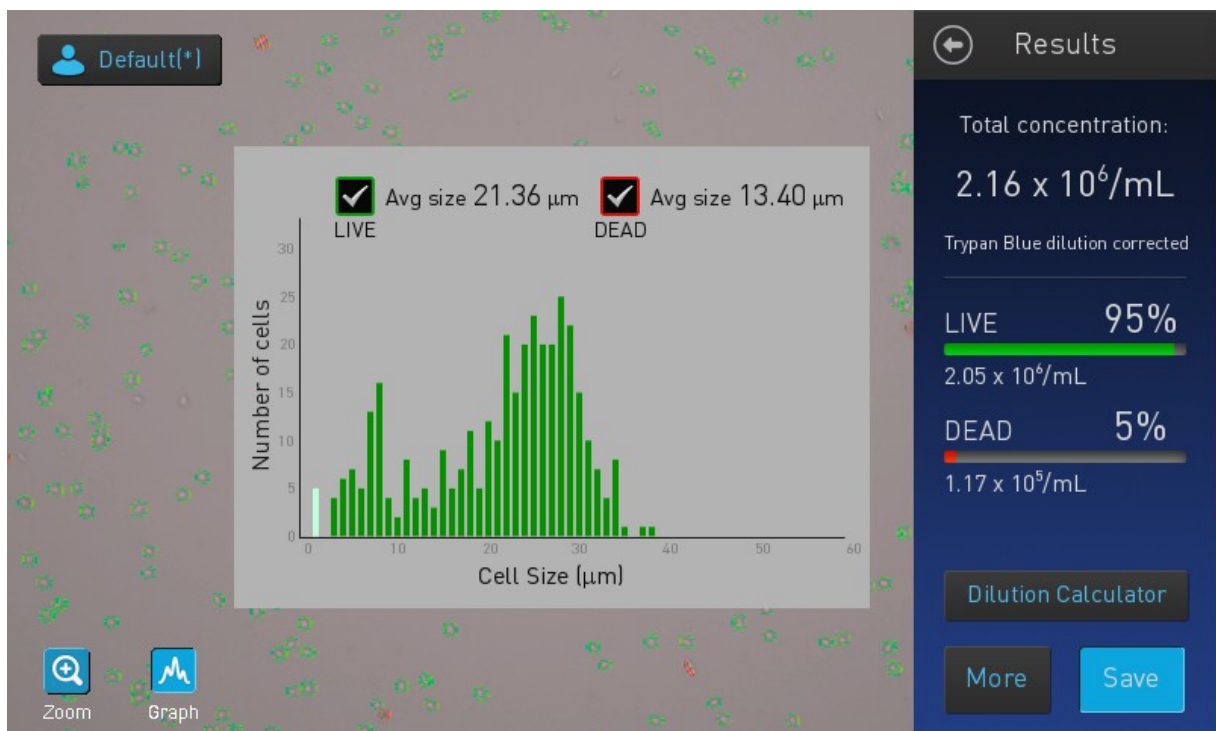 Default(*)
Results
Total concentration:
2.16 x 10⁶/mL
Trypan Blue dilution corrected
LIVE 95%
2.05 x 10⁶/mL
DEAD 5%
1.17 x 10⁵/mL
Dilution Calculator
More
Save
Avg size 21.36 µm
LIVE
Avg size 13.40 µm
DEAD
Number of cells
30
25
20
15
10
5
0
0 10 20 30 40 50 60
Cell Size (µm)
Zoom
Graph